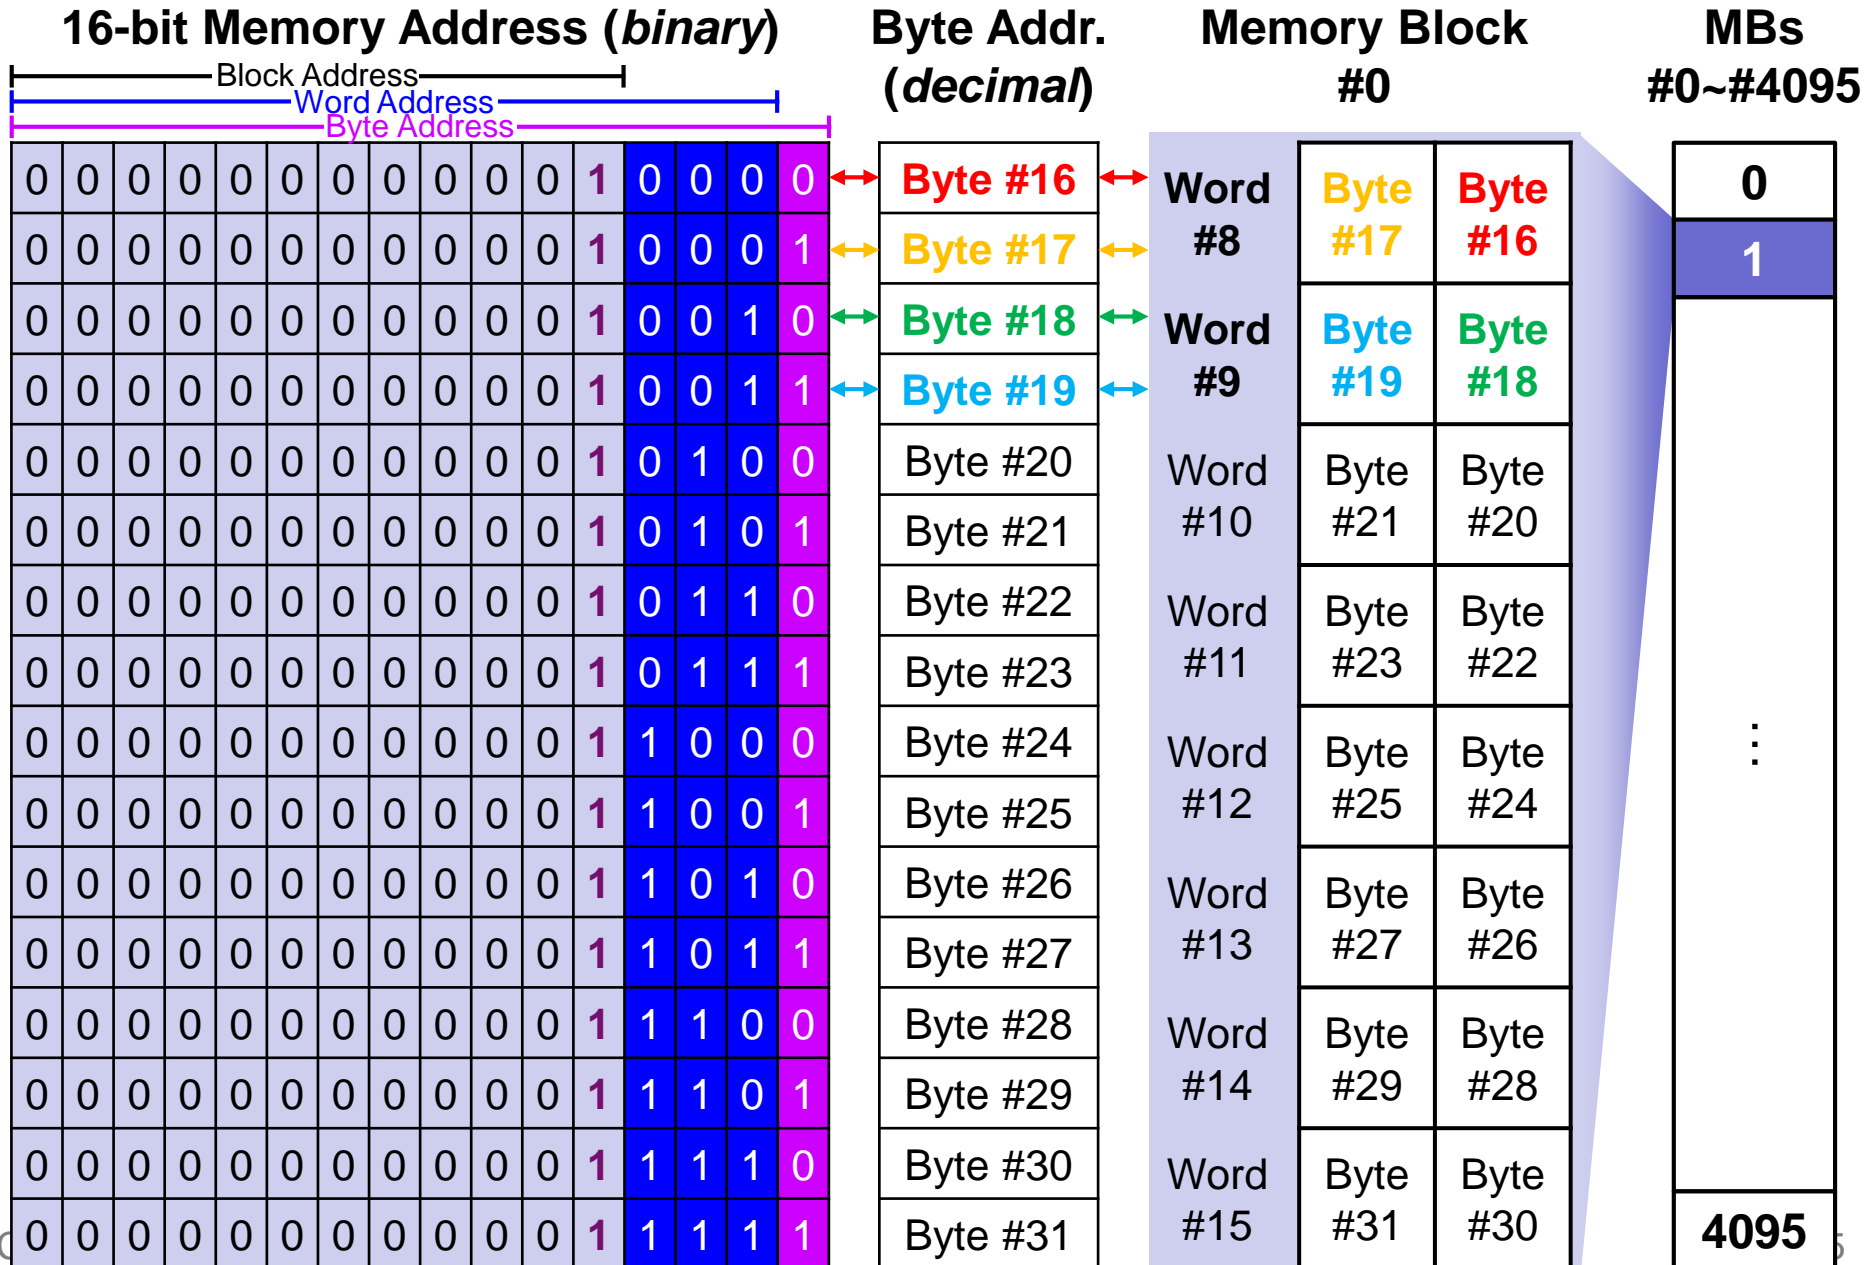 16-bit Memory Address (binary)
Byte Addr.
(decimal)
Memory Block
#0
MBs
#0~#4095
Block Address
Word Address
Byte Address
0 0 0 0 0 0 0 0 0 0 0 1 0 0 0 0
Byte #16
0 0 0 0 0 0 0 0 0 0 0 1 0 0 0 1
Byte #17
0 0 0 0 0 0 0 0 0 0 0 1 0 0 1 0
Byte #18
0 0 0 0 0 0 0 0 0 0 0 1 0 0 1 1
Byte #19
0 0 0 0 0 0 0 0 0 0 0 1 0 1 0 0
Byte #20
0 0 0 0 0 0 0 0 0 0 0 1 0 1 0 1
Byte #21
0 0 0 0 0 0 0 0 0 0 0 1 0 1 1 0
Byte #22
0 0 0 0 0 0 0 0 0 0 0 1 0 1 1 1
Byte #23
0 0 0 0 0 0 0 0 0 0 0 1 1 0 0 0
Byte #24
0 0 0 0 0 0 0 0 0 0 0 1 1 0 0 1
Byte #25
0 0 0 0 0 0 0 0 0 0 0 1 1 0 1 0
Byte #26
0 0 0 0 0 0 0 0 0 0 0 1 1 0 1 1
Byte #27
0 0 0 0 0 0 0 0 0 0 0 1 1 1 0 0
Byte #28
0 0 0 0 0 0 0 0 0 0 0 1 1 1 0 1
Byte #29
0 0 0 0 0 0 0 0 0 0 0 1 1 1 1 0
Byte #30
0 0 0 0 0 0 0 0 0 0 0 1 1 1 1 1
Byte #31
Word Byte Byte
#8 #17 #16
Word Byte Byte
#9 #19 #18
Word Byte Byte
#10 #21 #20
Word Byte Byte
#11 #23 #22
Word Byte Byte
#12 #25 #24
Word Byte Byte
#13 #27 #26
Word Byte Byte
#14 #29 #28
Word Byte Byte
#15 #31 #30
0
1
⋮
4095